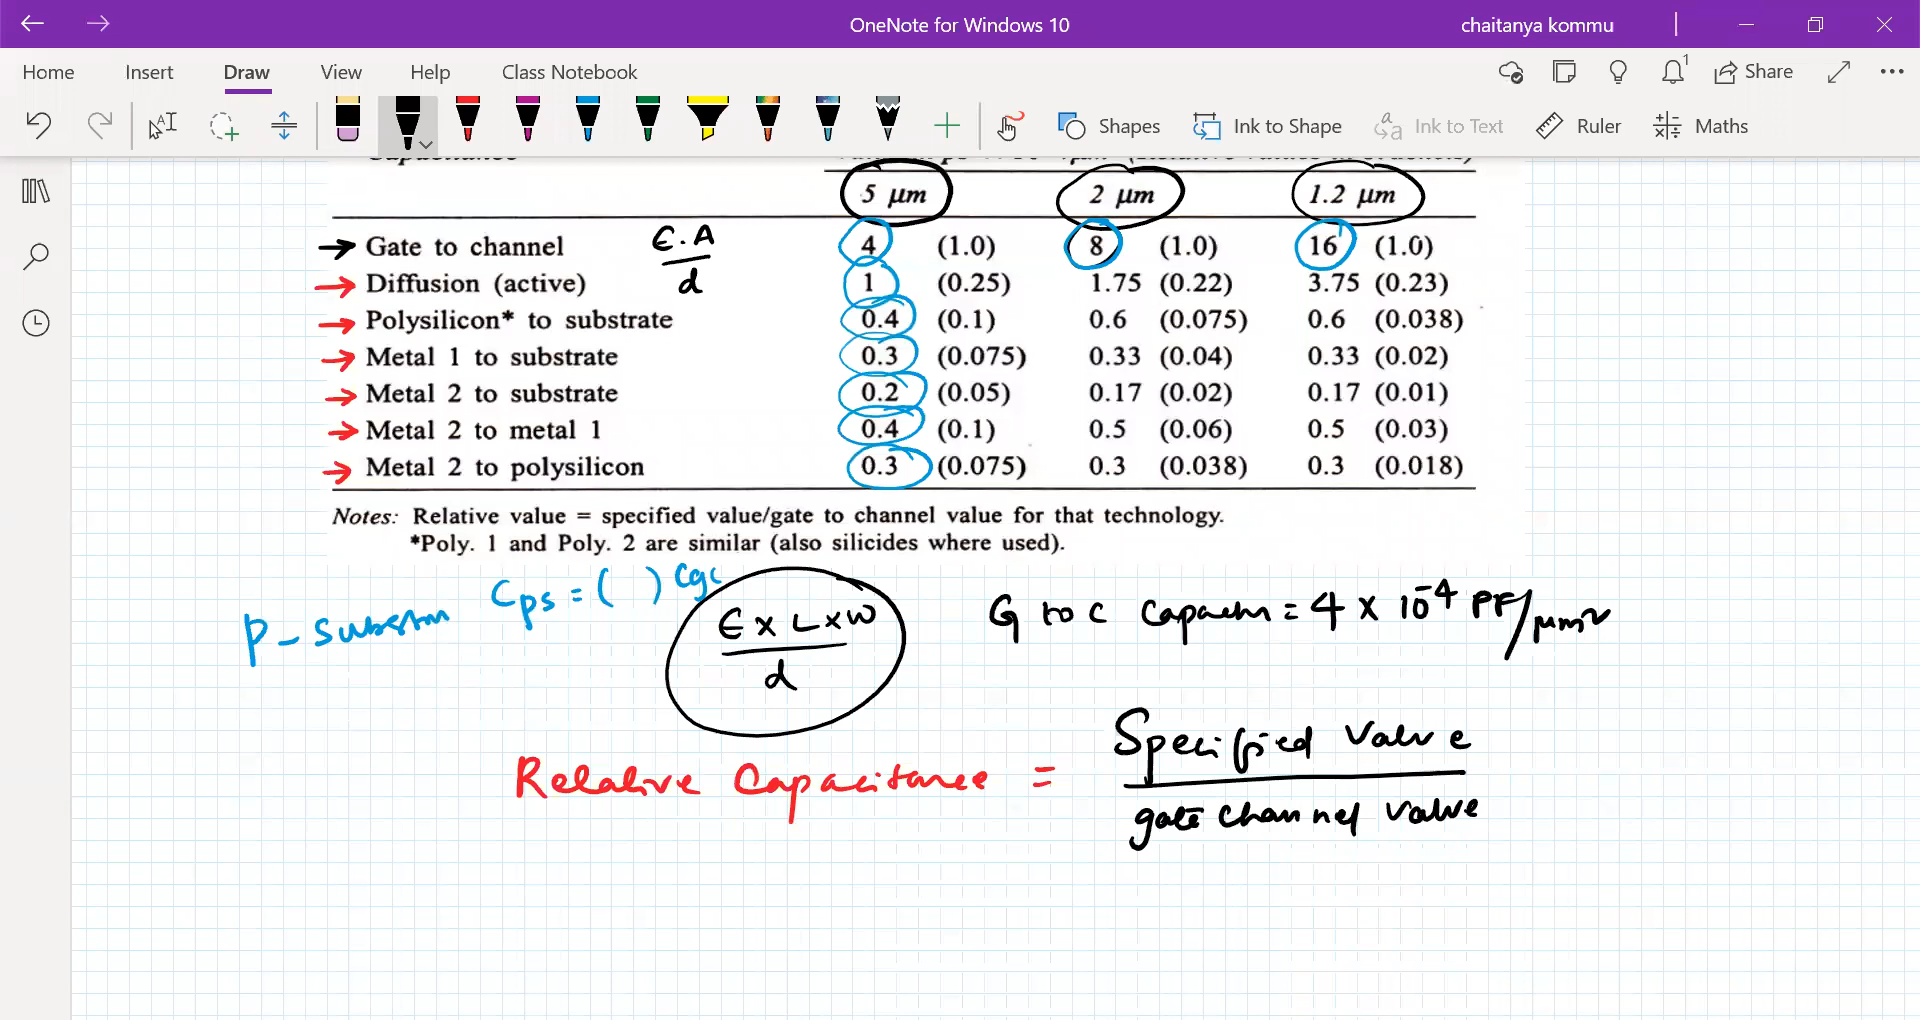 OneNote for Windows 10
chaitanya kommu
Home Insert Draw View Help Class Notebook
1 Share
Shapes Ink to Shape Ink to Text Ruler Maths
Capacitance
5 μm 2 μm 1.2 μm
Gate to channel 4 (1.0) 8 (1.0) 16 (1.0)
ϵ.A
d
Diffusion (active) 1 (0.25) 1.75 (0.22) 3.75 (0.23)
Polysilicon* to substrate 0.4 (0.1) 0.6 (0.075) 0.6 (0.038)
Metal 1 to substrate 0.3 (0.075) 0.33 (0.04) 0.33 (0.02)
Metal 2 to substrate 0.2 (0.05) 0.17 (0.02) 0.17 (0.01)
Metal 2 to metal 1 0.4 (0.1) 0.5 (0.06) 0.5 (0.03)
Metal 2 to polysilicon 0.3 (0.075) 0.3 (0.038) 0.3 (0.018)
Notes: Relative value = specified value/gate to channel value for that technology.
*Poly. 1 and Poly. 2 are similar (also silicides where used).
Cps = ( ) Cgc
P-
ϵ x L x W
d
G to C = 4 x 10^-4 PF/μm²
Relative Capacitance = Specified Value
gate channel value